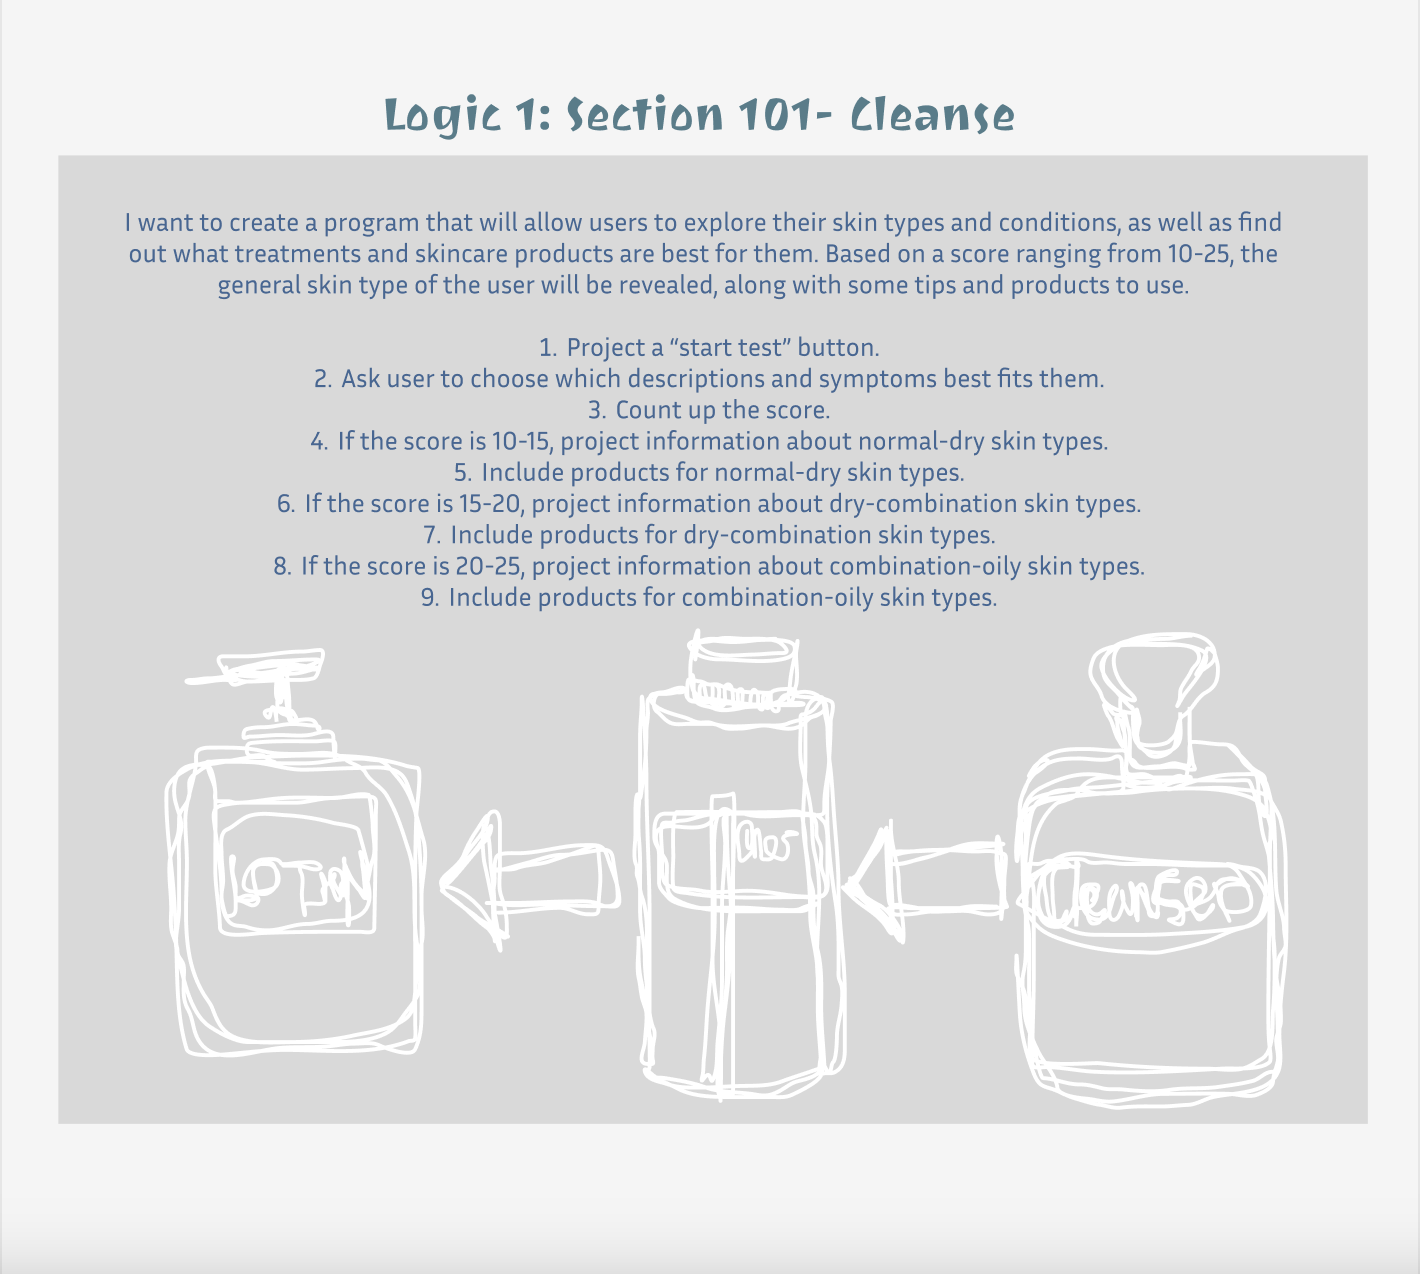 Logic 1: Section 101- Cleanse
I want to create a program that will allow users to explore their skin types and conditions, as well as find
out what treatments and skincare products are best for them. Based on a score ranging from 10-25, the
general skin type of the user will be revealed, along with some tips and products to use.
1. Project a “start test” button.
2. Ask user to choose which descriptions and symptoms best fits them.
3. Count up the score.
4. If the score is 10-15, project information about normal-dry skin types.
5. Include products for normal-dry skin types.
6. If the score is 15-20, project information about dry-combination skin types.
7. Include products for dry-combination skin types.
8. If the score is 20-25, project information about combination-oily skin types.
9. Include products for combination-oily skin types.
Cleanser